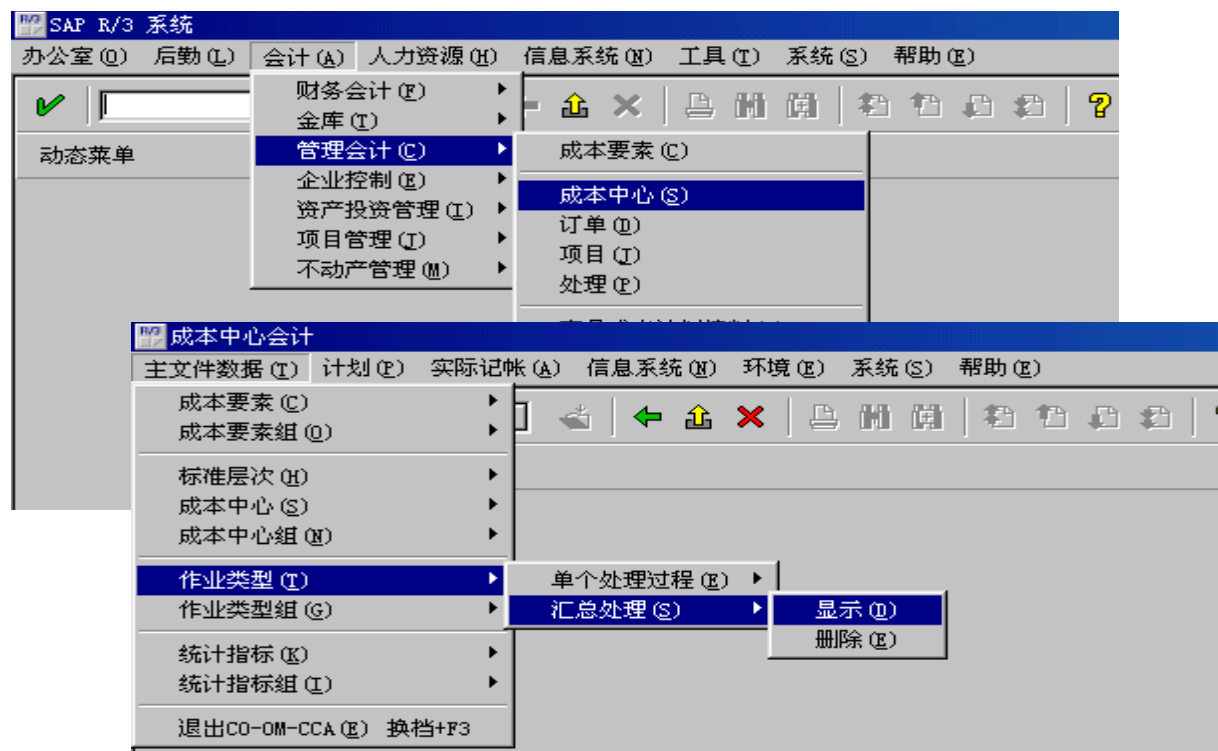 SAP R/3 系统
办公室(O) 后勤(L) 会计(A) 人力资源(H) 信息系统(N) 工具(T) 系统(S) 帮助(E)
财务会计(F)
金库(T)
管理会计(C)
企业控制(E)
资产投资管理(I)
项目管理(J)
不动产管理(M)
动态菜单
成本要素(C)
成本中心(S)
订单(D)
项目(J)
处理(P)
成本中心会计
主文件数据(T) 计划(P) 实际记帐(A) 信息系统(N) 环境(E) 系统(S) 帮助(E)
成本要素(C)
成本要素组(O)
标准层次(H)
成本中心(S)
成本中心组(N)
作业类型(T)
作业类型组(G)
统计指标(K)
统计指标组(I)
退出CO-OM-CCA(E) 换档+F3
单个处理过程(E)
汇总处理(S)
显示(D)
删除(E)